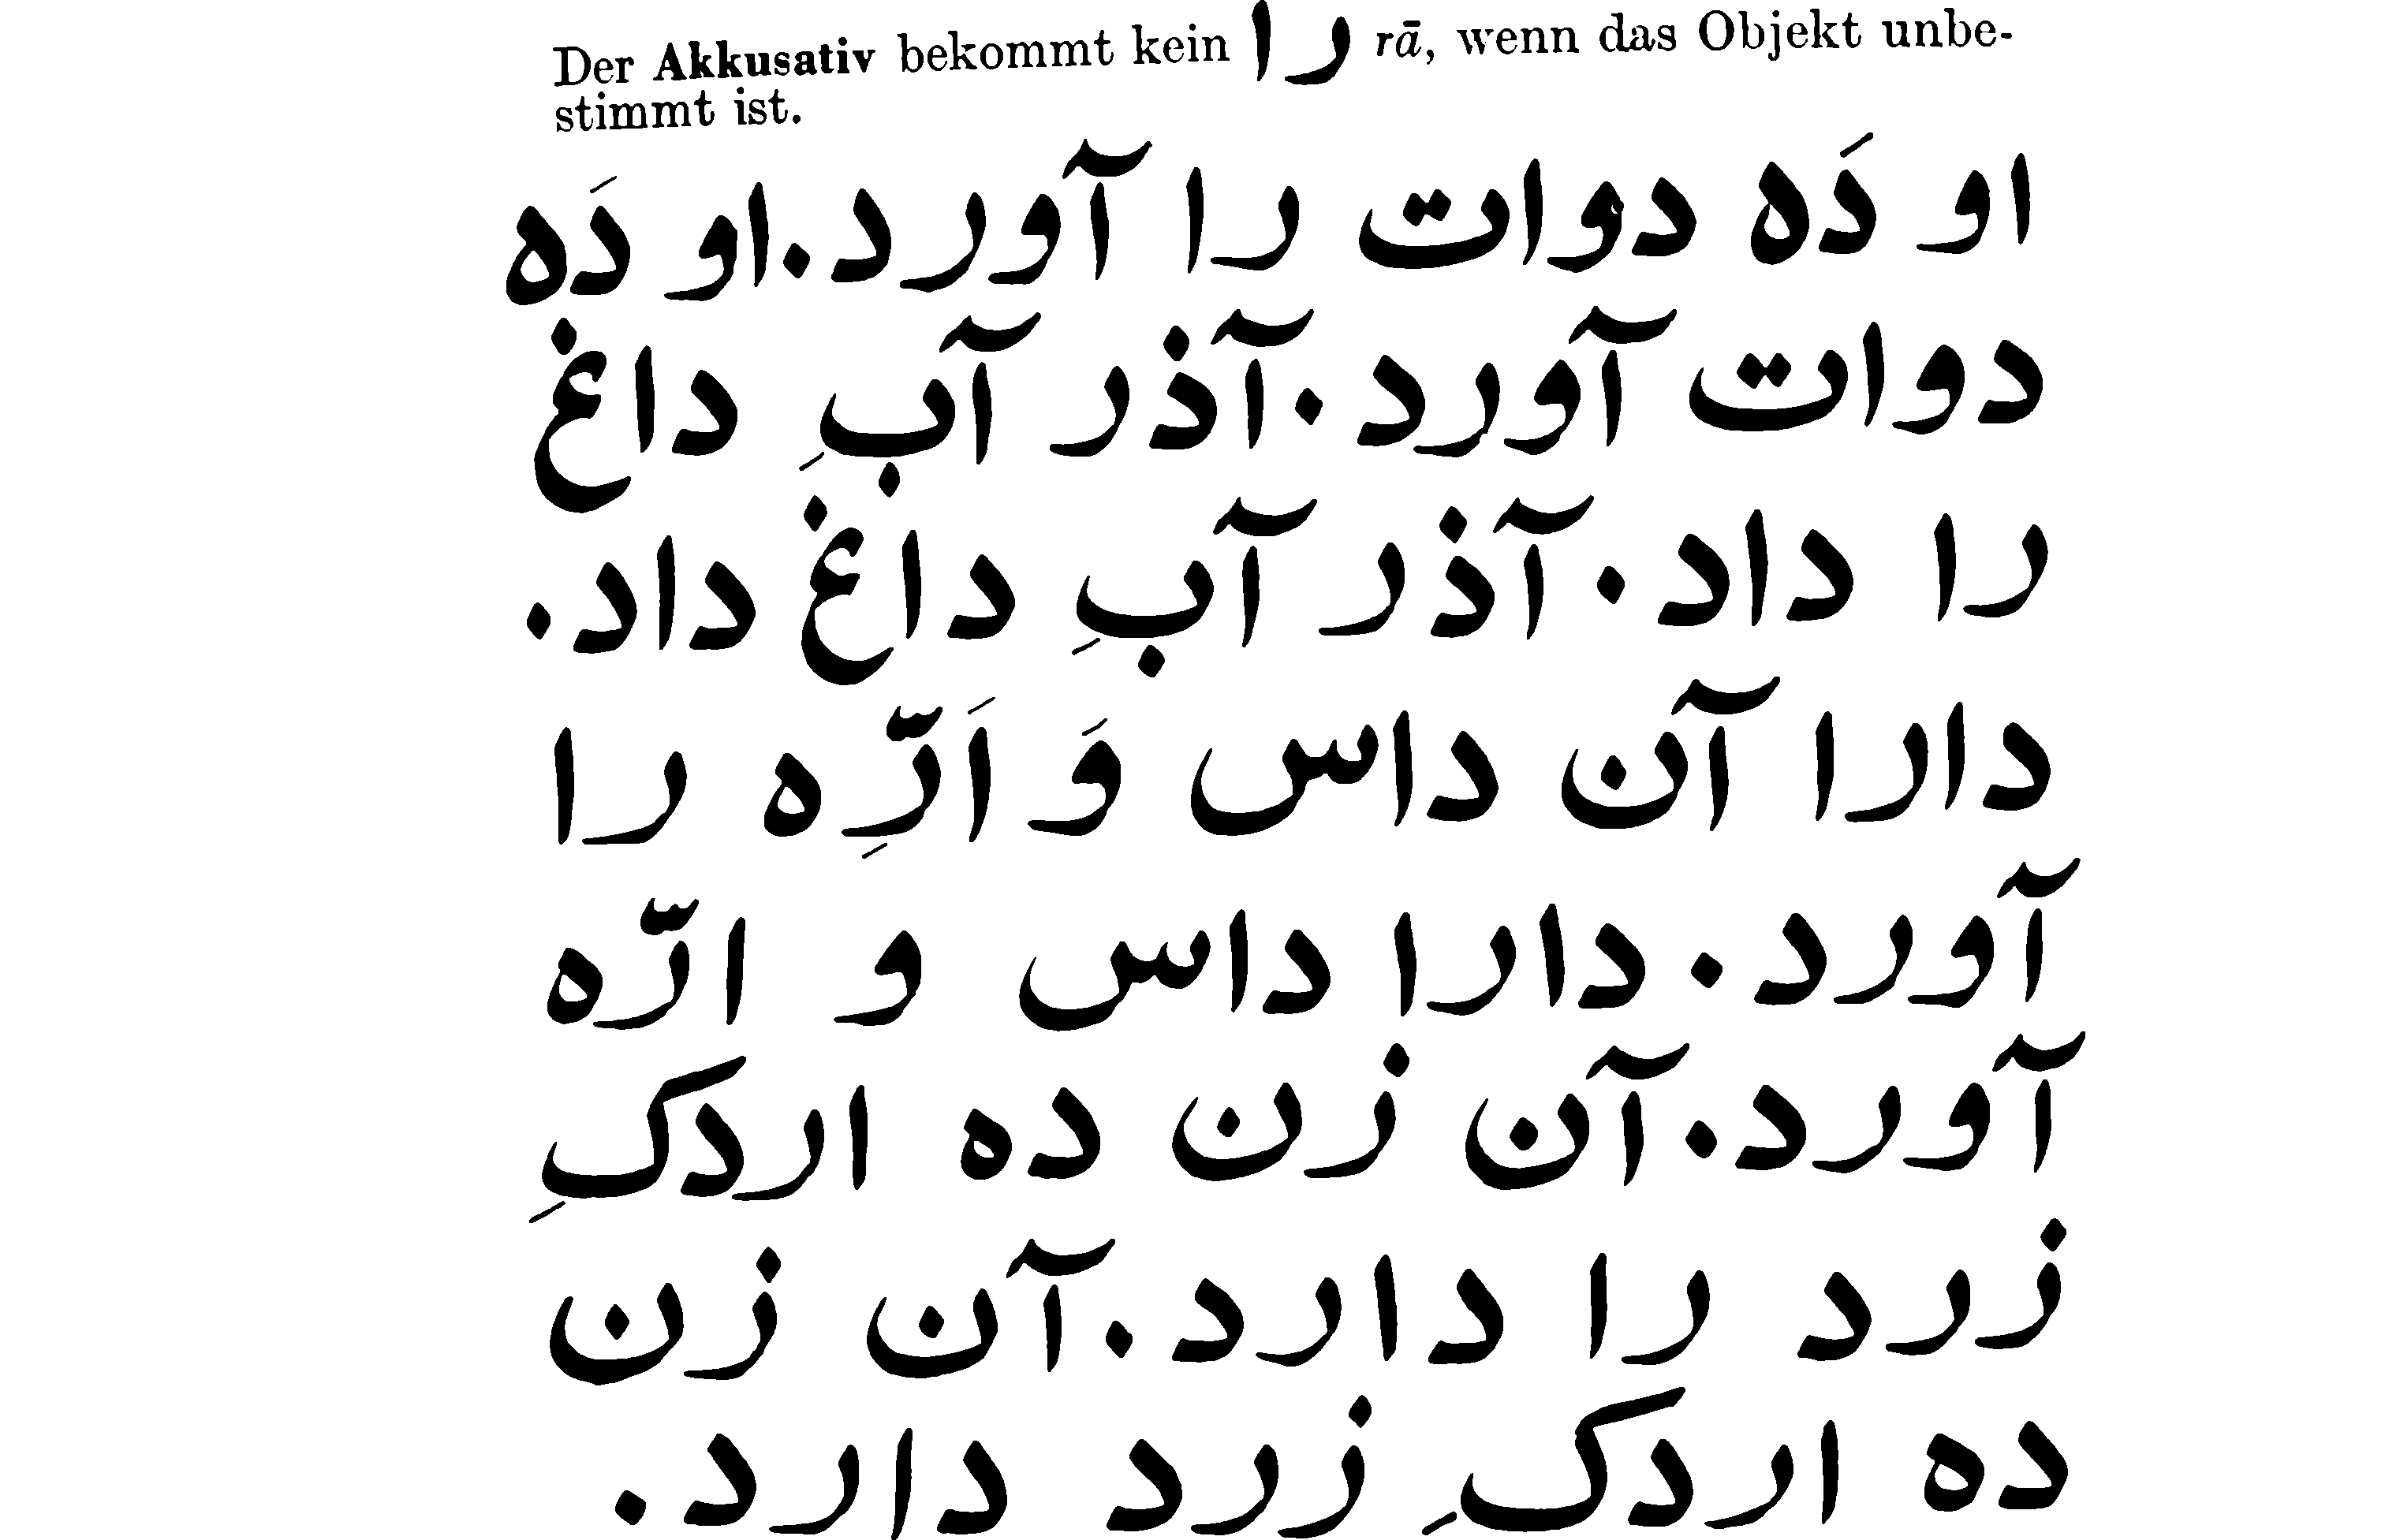 Der Akkusativ bekommt kein را rā, wenn das Objekt unbe-
stimmt ist.
او دَه دوات را آورد. او دَه
دوات آورد. آذر آبِ داغ
را داد. آذر آبِ داغ داد.
دارا آن داس وَ اَرِّه را
آورد. دارا داس و ارّه
آورد. آن زن ده اردکِ
زرد را دارد. آن زن
ده اردکِ زرد دارد.